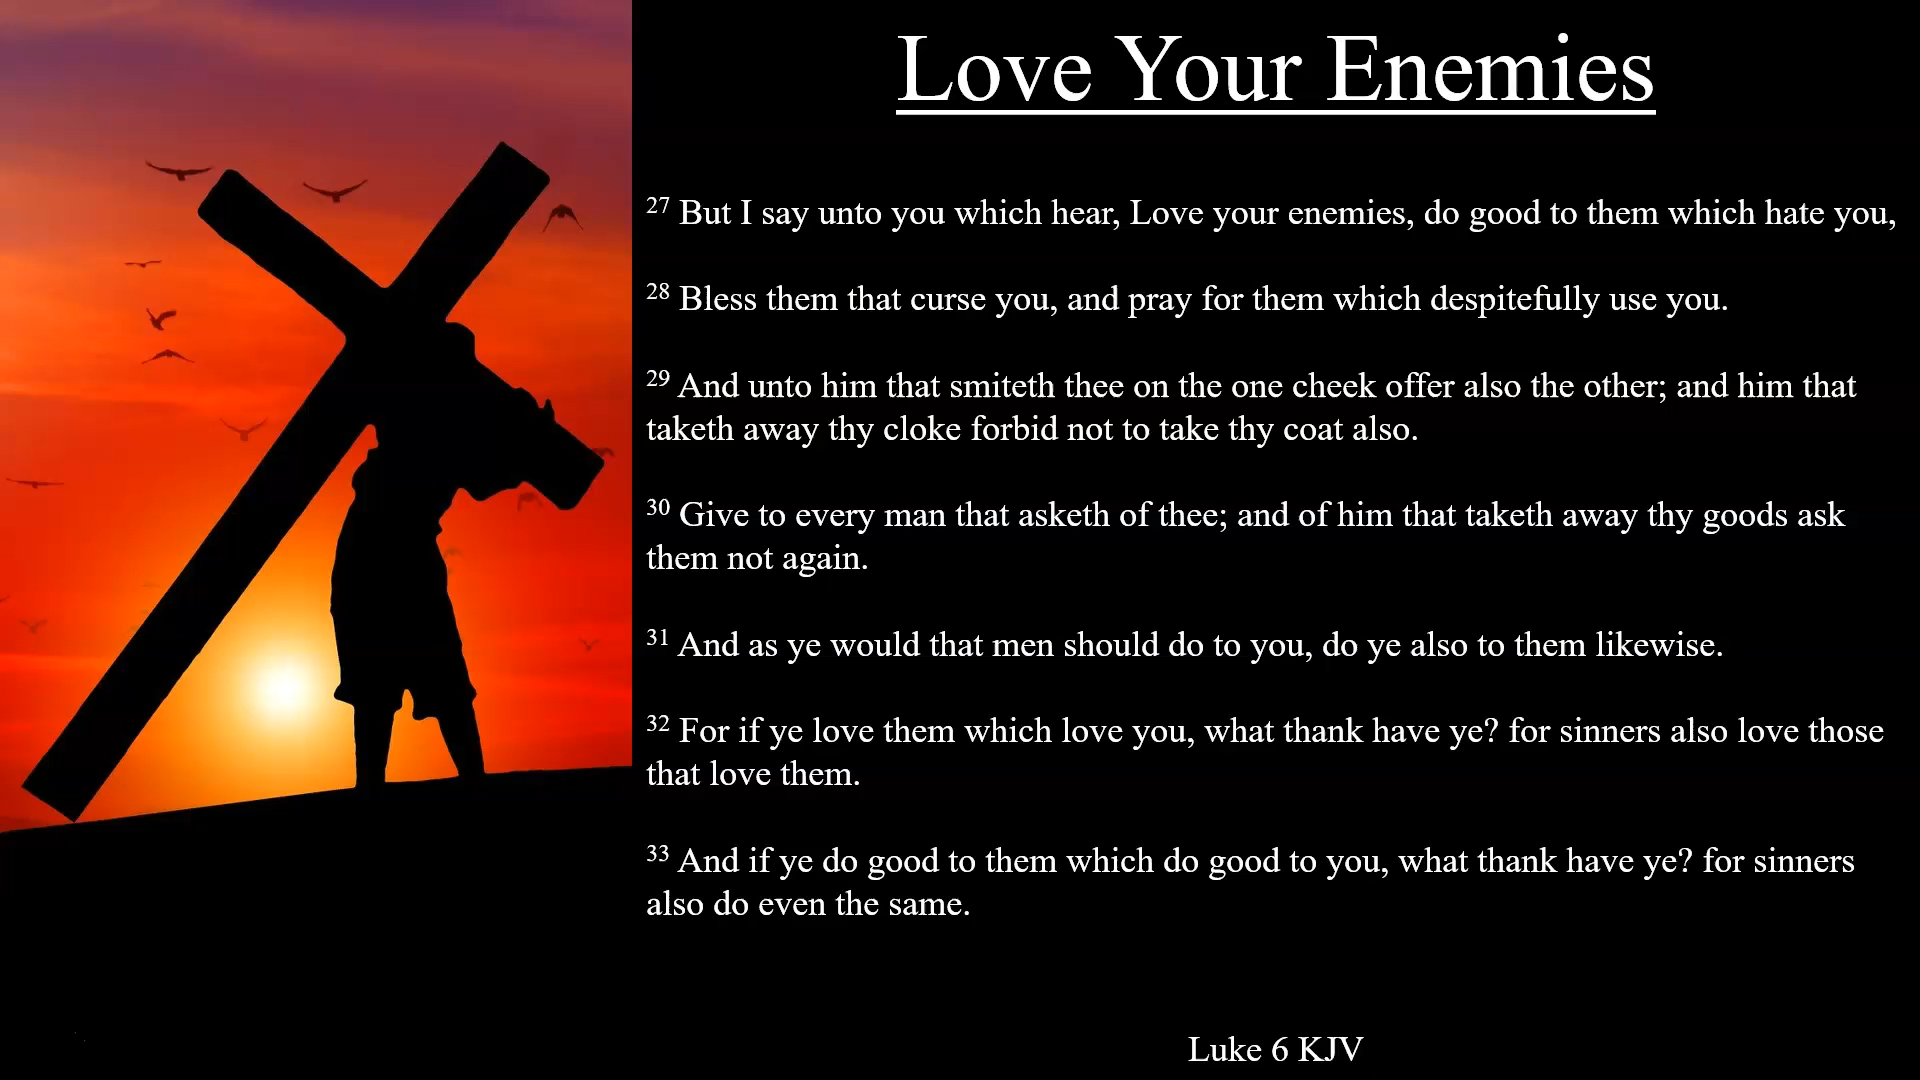 Love Your Enemies
27 But I say unto you which hear, Love your enemies, do good to them which hate you,
28 Bless them that curse you, and pray for them which despitefully use you.
29 And unto him that smiteth thee on the one cheek offer also the other; and him that
taketh away thy cloke forbid not to take thy coat also.
30 Give to every man that asketh of thee; and of him that taketh away thy goods ask
them not again.
31 And as ye would that men should do to you, do ye also to them likewise.
32 For if ye love them which love you, what thank have ye? for sinners also love those
that love them.
33 And if ye do good to them which do good to you, what thank have ye? for sinners
also do even the same.
Luke 6 KJV